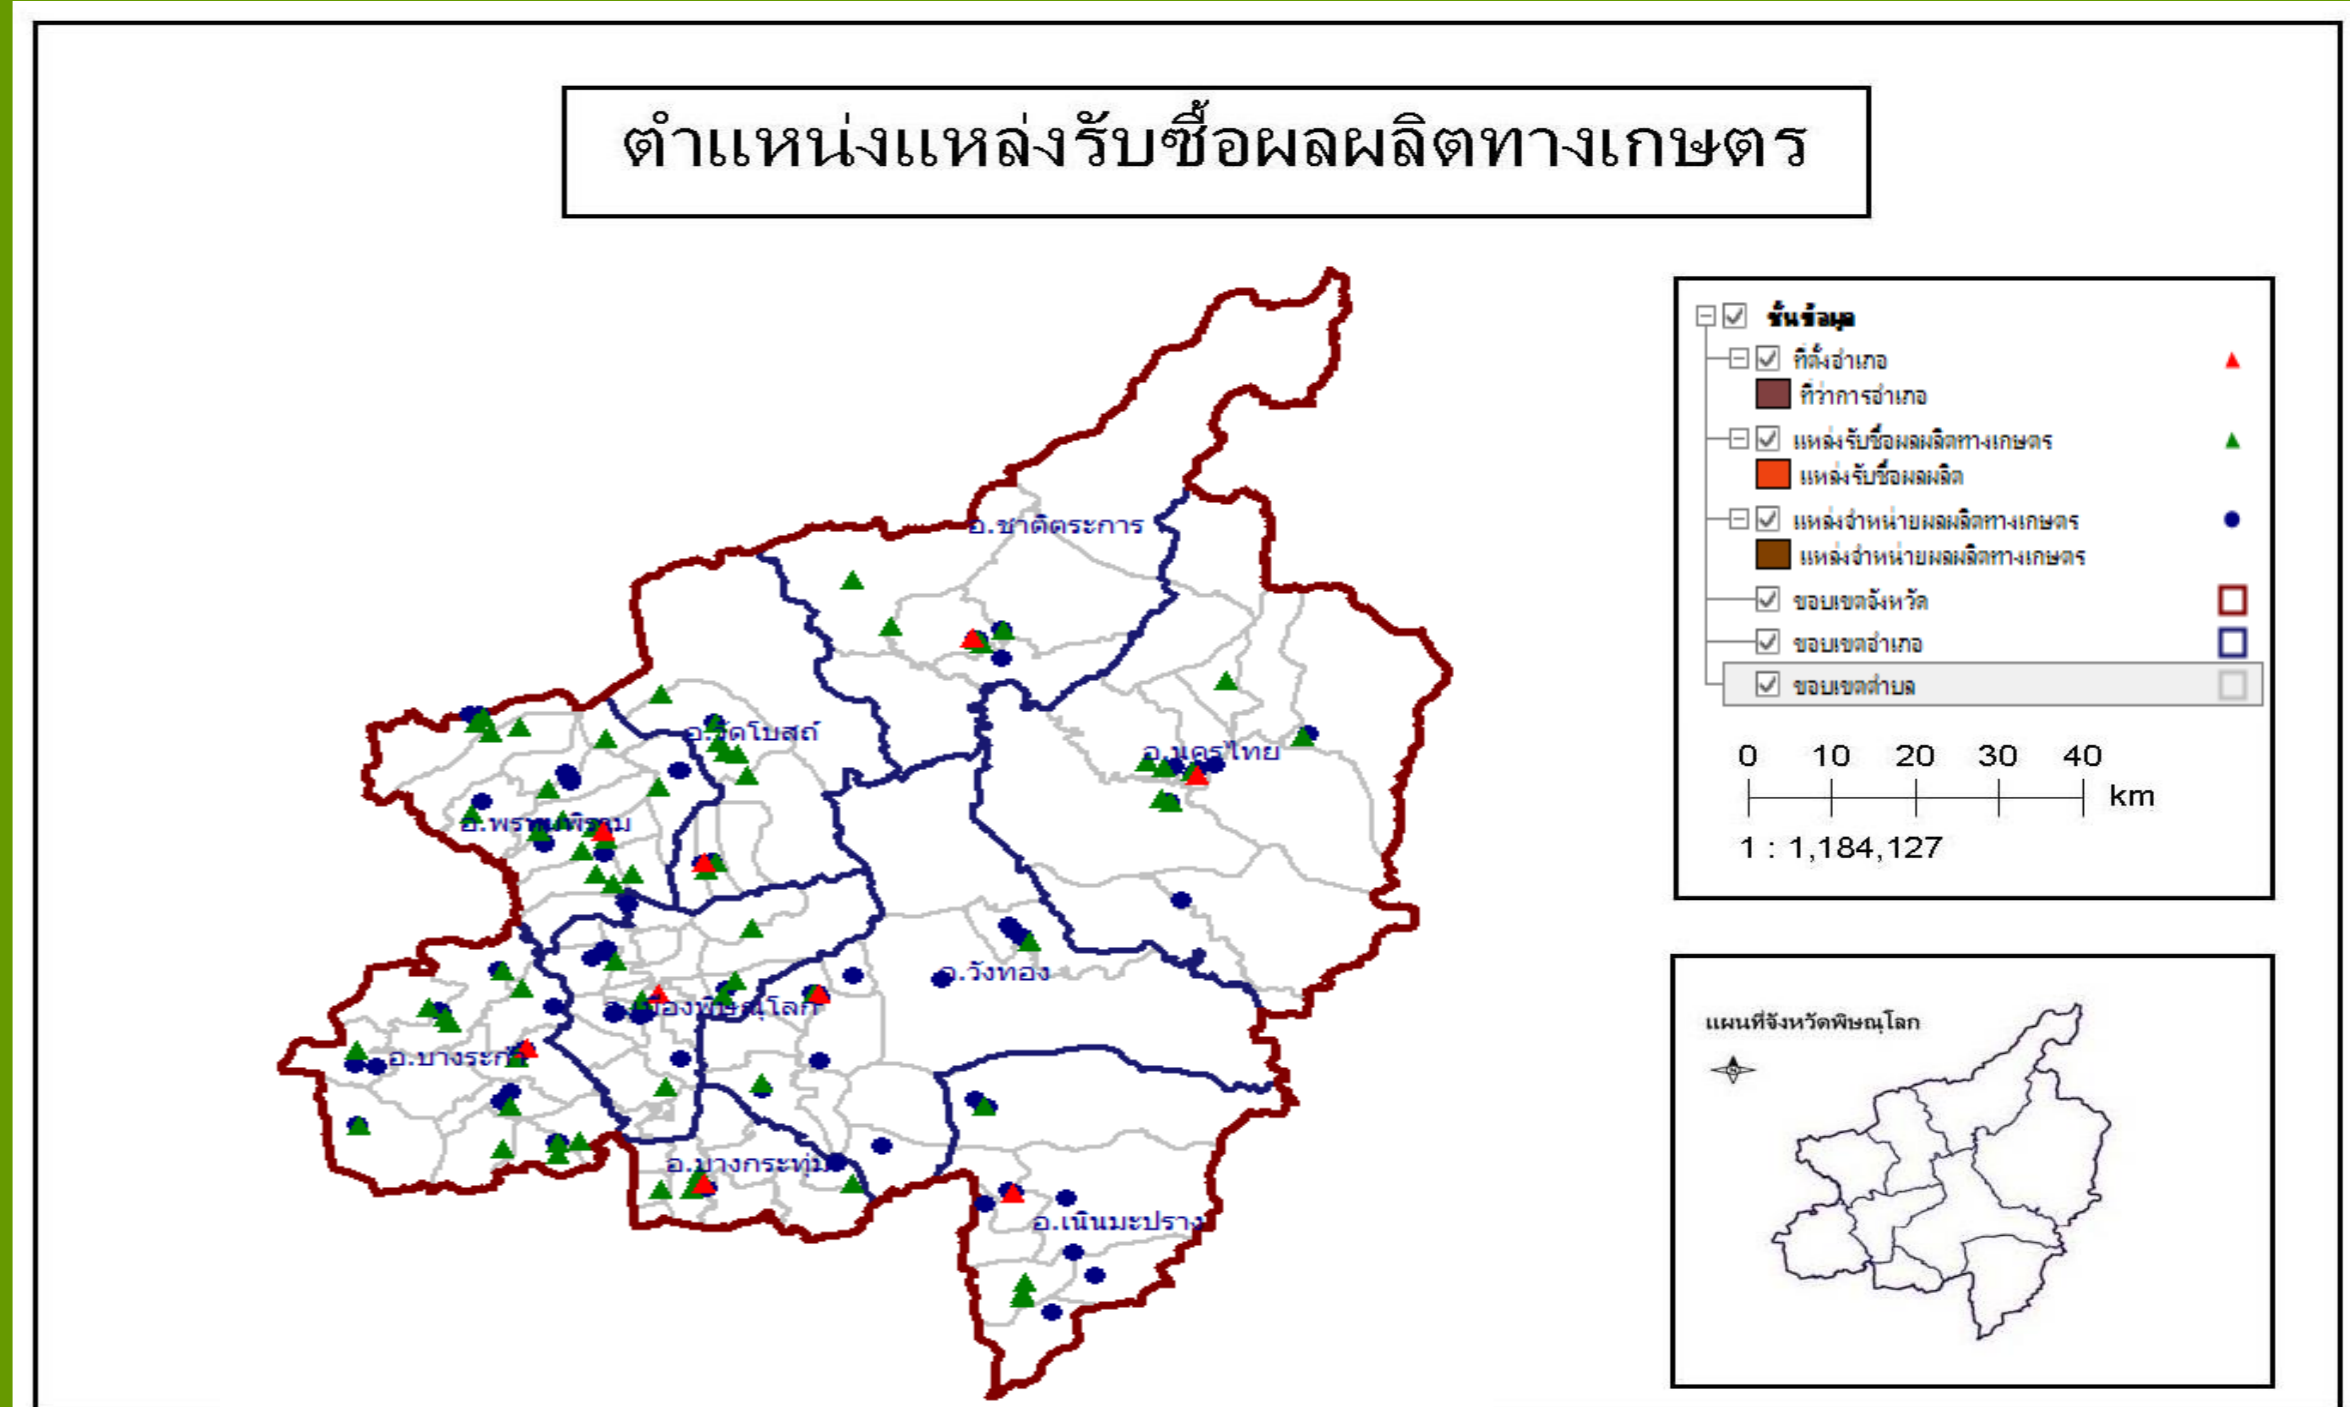 ตำแหน่งแหล่งรับซื้อผลผลิตทางเกษตร
ชั้นข้อมูล
ที่ตั้งอำเภอ
ที่ว่าการอำเภอ
แหล่งรับซื้อผลผลิตทางเกษตร
แหล่งรับซื้อผลผลิต
แหล่งจำหน่ายผลผลิตทางเกษตร
แหล่งจำหน่ายผลผลิตทางเกษตร
ขอบเขตจังหวัด
ขอบเขตอำเภอ
ขอบเขตตำบล
0 10 20 30 40
km
1 : 1,184,127
อ.ชาติตระการ
อ.วัดโบสถ์
อ.นครไทย
อ.พรหมพิราม
อ.วังทอง
อ.เมืองพิษณุโลก
อ.บางระกำ
อ.บางกระทุ่ม
อ.เนินมะปราง
แผนที่จังหวัดพิษณุโลก